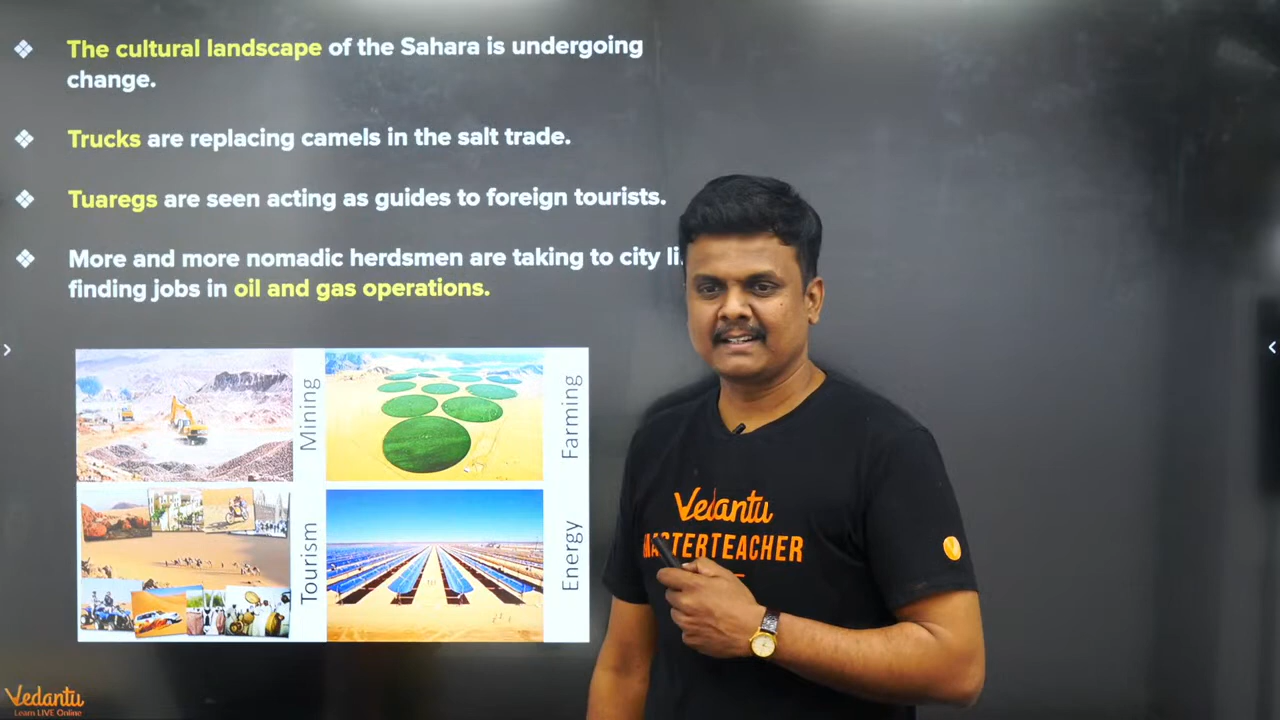 The cultural landscape of the Sahara is undergoing
change.
Trucks are replacing camels in the salt trade.
Tuaregs are seen acting as guides to foreign tourists.
More and more nomadic herdsmen are taking to city
finding jobs in oil and gas operations.
Mining
Farming
Tourism
Energy
Vedantu
MASTERTEACHER
Vedantu
Learn LIVE Online